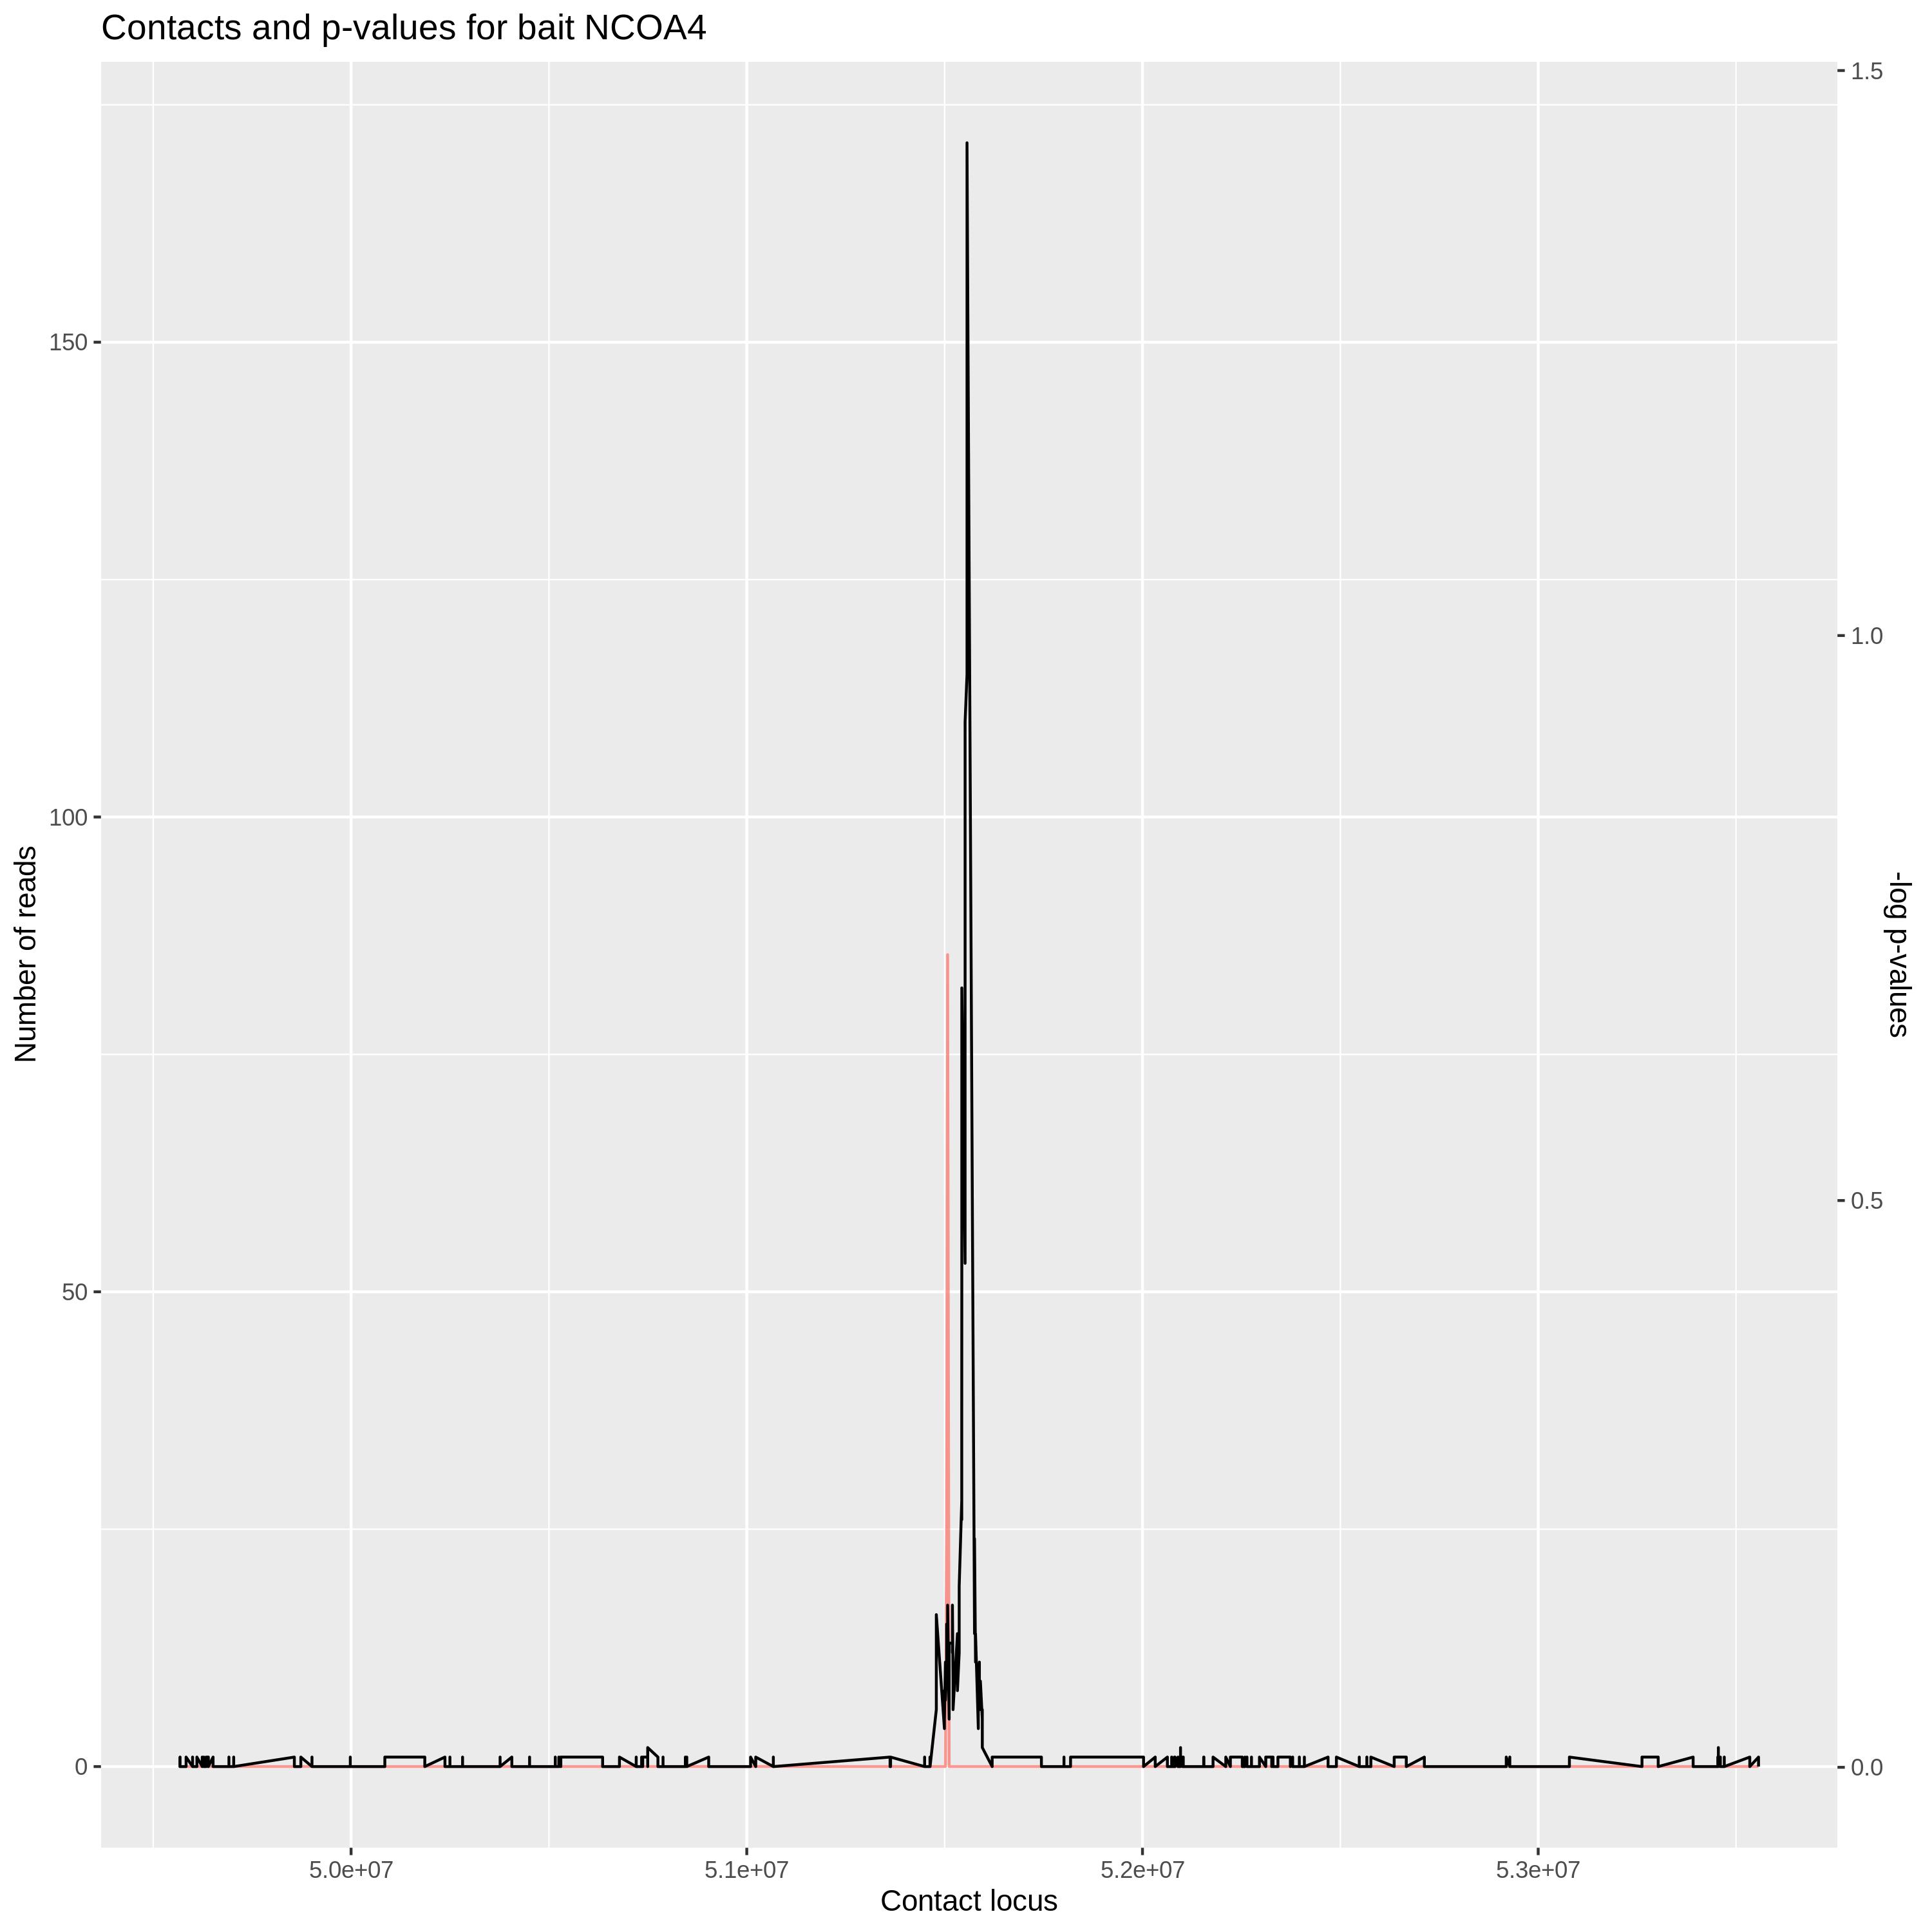 Contacts and p-values for bait NCOA4
1.5
150
1.0
100
Number of reads
-log p-values
0.5
50
0
0.0
5.0e+07 5.1e+07 5.2e+07 5.3e+07
Contact locus